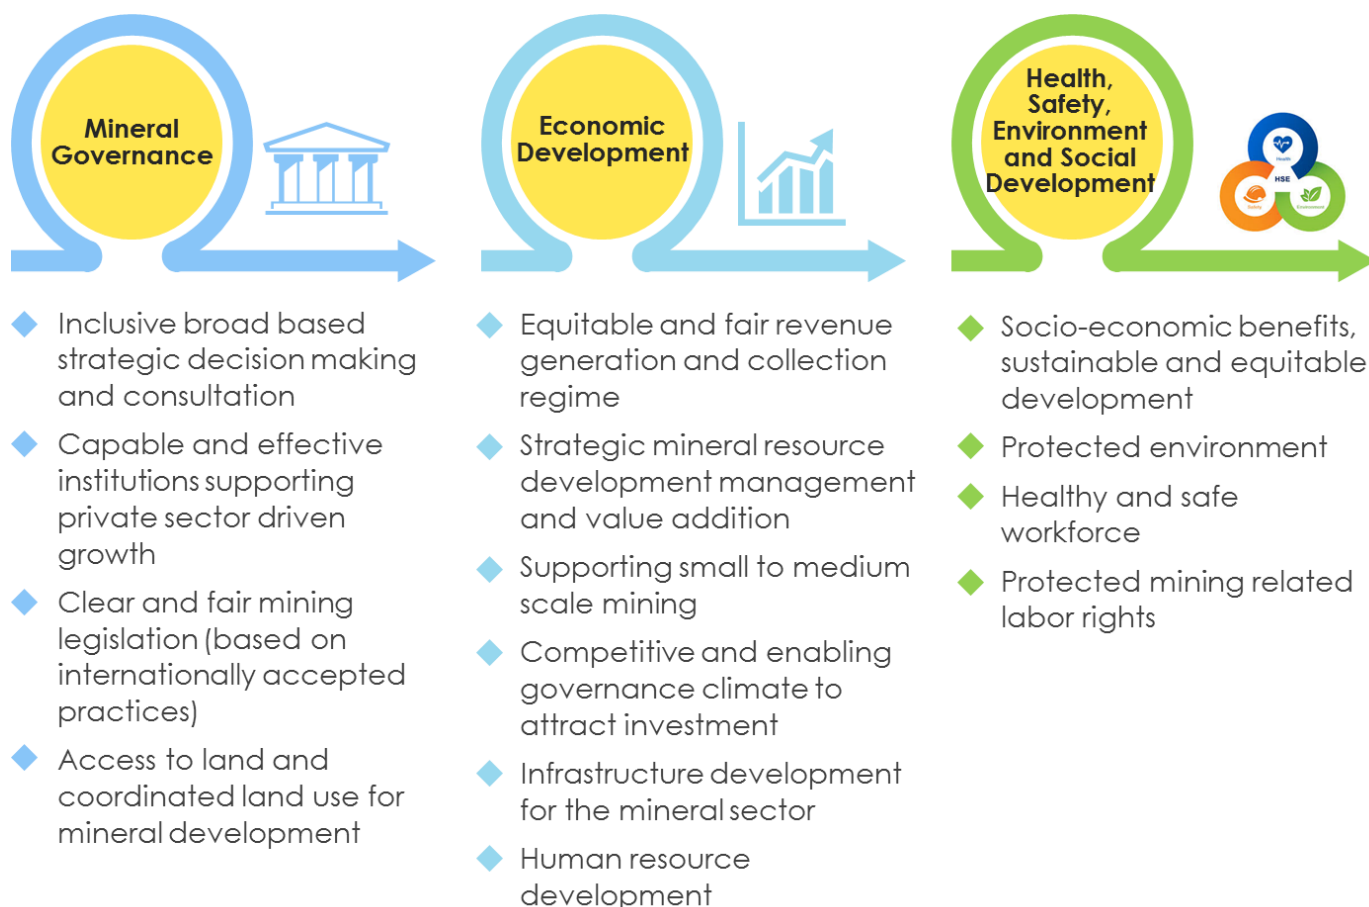 Mineral
Governance
Inclusive broad based
strategic decision making
and consultation
Capable and effective
institutions supporting
private sector driven
growth
Clear and fair mining
legislation (based on
internationally accepted
practices)
Access to land and
coordinated land use for
mineral development
Economic
Development
Equitable and fair revenue
generation and collection
regime
Strategic mineral resource
development management
and value addition
Supporting small to medium
scale mining
Competitive and enabling
governance climate to
attract investment
Infrastructure development
for the mineral sector
Human resource
development
Health,
Safety,
Environment
and Social
Development
Health
HSE
Safety
Environment
Socio-economic benefits,
sustainable and equitable
development
Protected environment
Healthy and safe
workforce
Protected mining related
labor rights